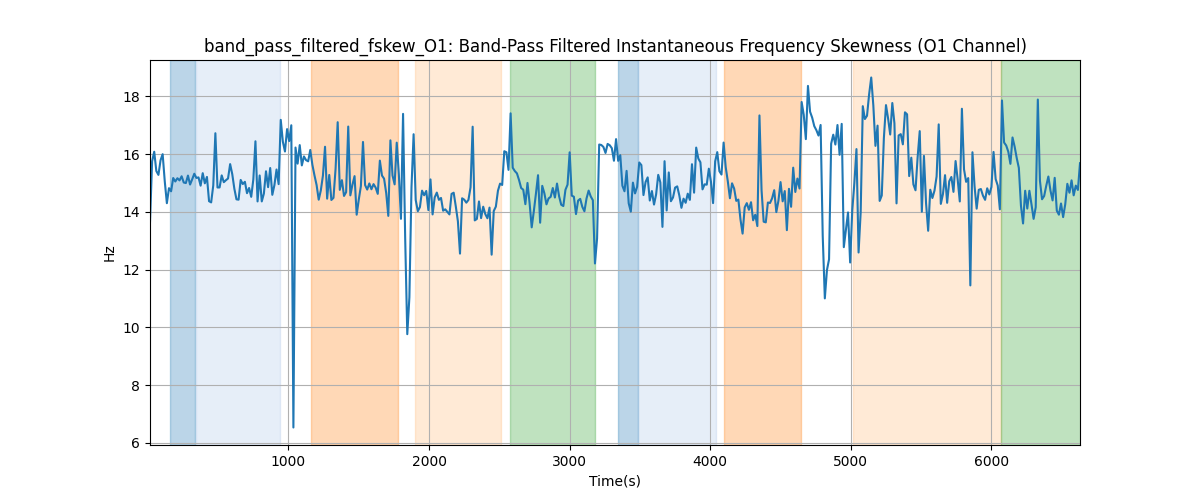 band_pass_filtered_fskew_O1: Band-Pass Filtered Instantaneous Frequency Skewness (O1 Channel)
18
16
14
12
10
8
6
Hz
1000 2000 3000 4000 5000 6000
Time(s)